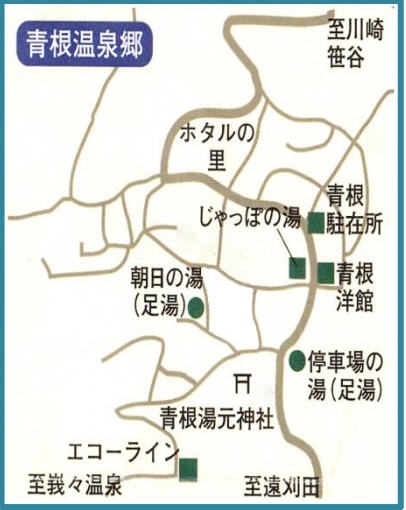 青根温泉郷
至川崎
笹谷
ホタルの
里
青根
駐在所
じゃっぽの湯
青根
洋館
朝日の湯
（足湯）
停車場の
湯（足湯）
青根湯元神社
エコーライン
至峩々温泉
至遠刈田